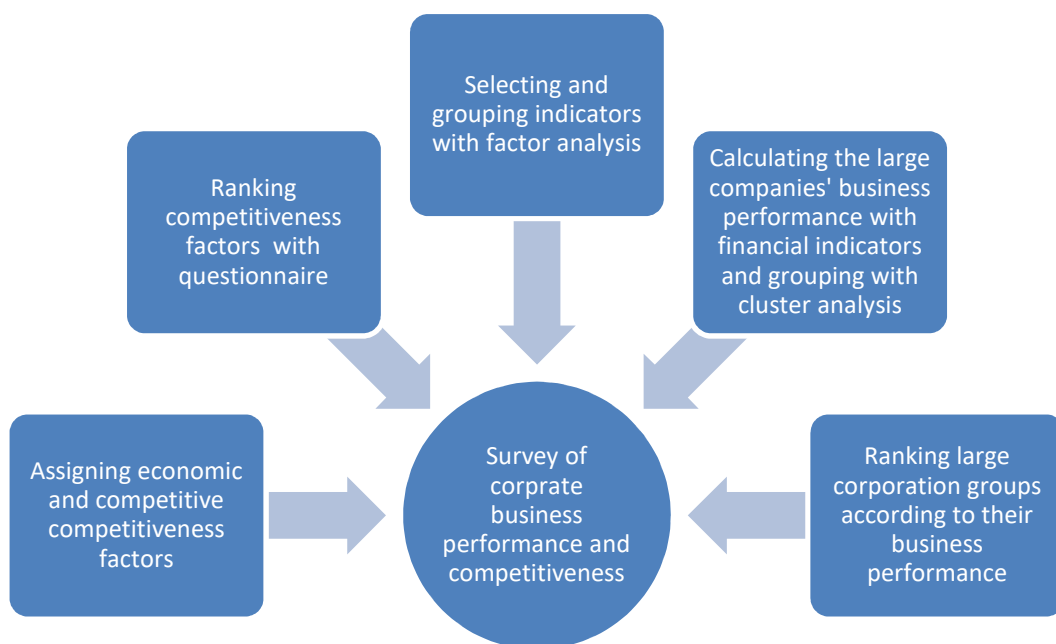 Selecting and
grouping indicators
with factor analysis
Ranking
competitiveness
factors  with
questionnaire
Calculating the large
companies' business
performance with
financial indicators
and grouping with
cluster analysis
Assigning economic
and competitive
competitiveness
factors
Survey of
corprate
business
performance and
competitiveness
Ranking large
corporation groups
according to their
business
performance